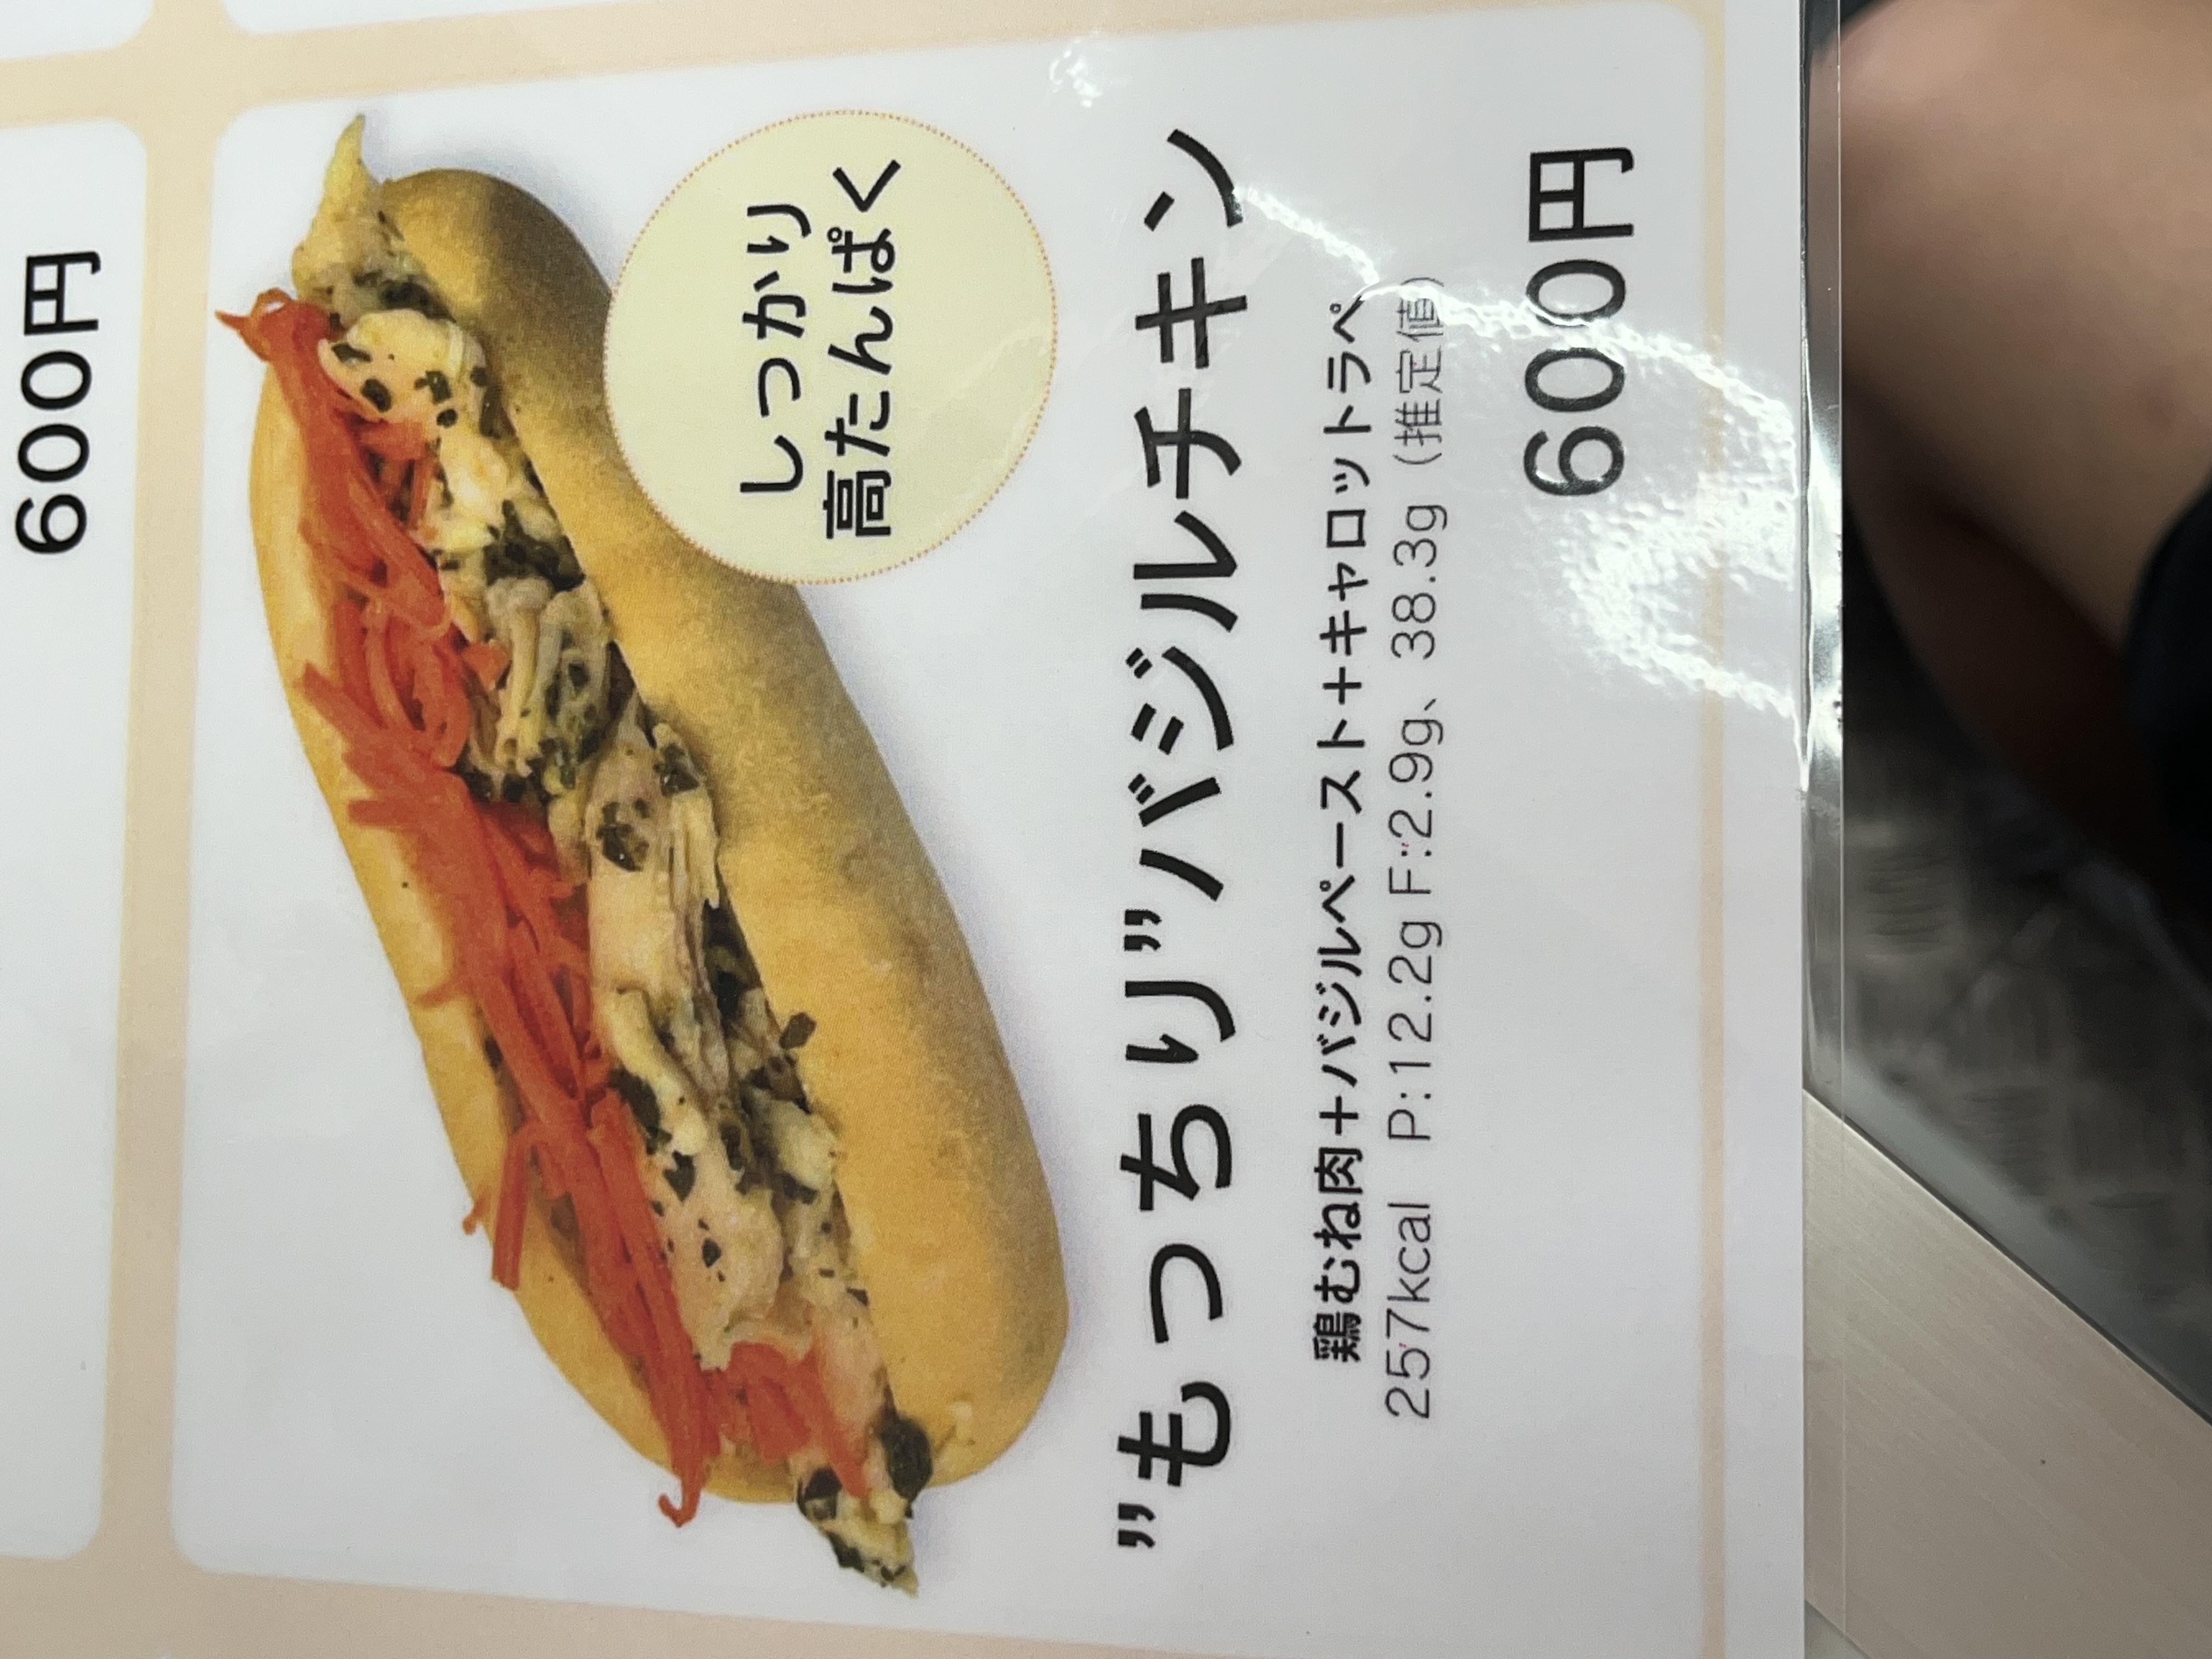 600円
しっかり
高たんぱく
”もっちり”バジルチキン
鶏むね肉＋バジルペースト＋キャロットラペ
257kcal P:12.2g F:2.9g、38.3g（推定値）
600円